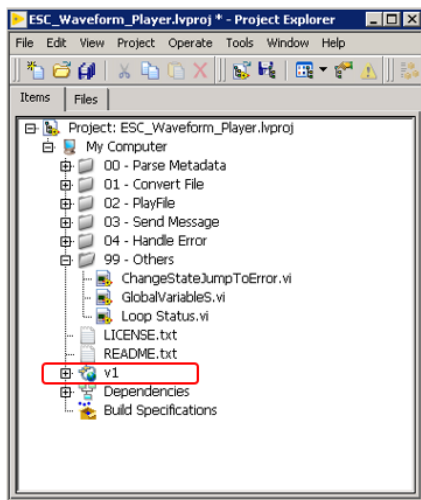 ESC_Waveform_Player.lvproj * - Project Explorer
File Edit View Project Operate Tools Window Help
Items Files
Project: ESC_Waveform_Player.lvproj
My Computer
00 - Parse Metadata
01 - Convert File
02 - PlayFile
03 - Send Message
04 - Handle Error
99 - Others
ChangeStateJumpToError.vi
GlobalVariableS.vi
Loop Status.vi
LICENSE.txt
README.txt
v1
Dependencies
Build Specifications